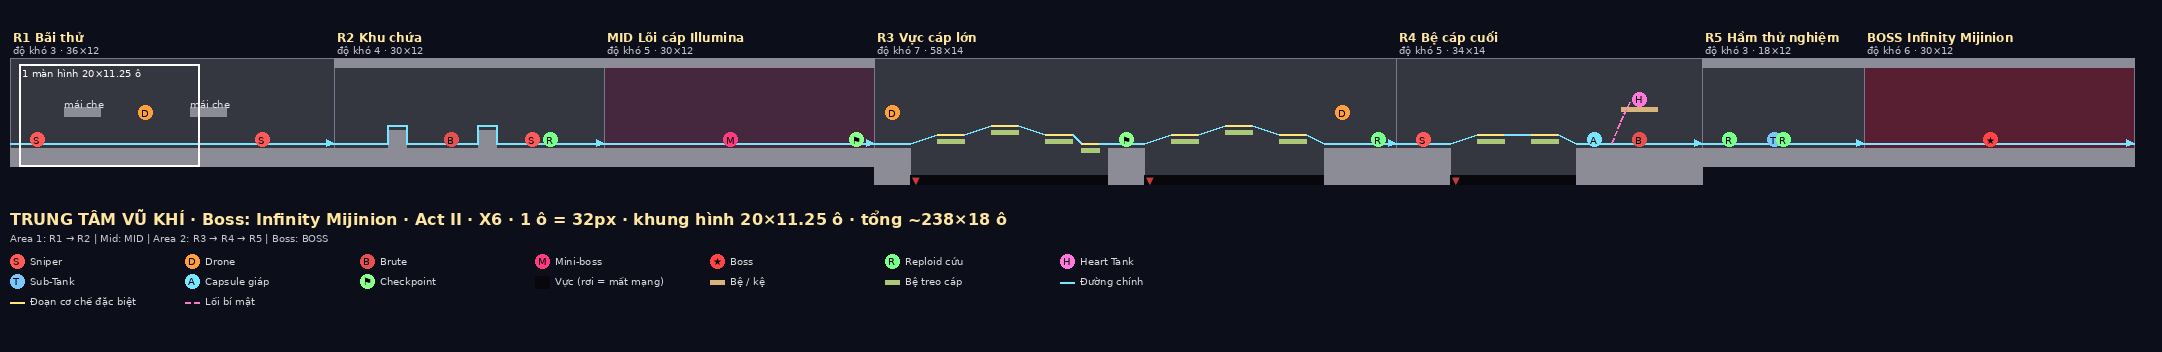 R1 Bãi thử
độ khó 3 · 36×12
R2 Khu chứa
độ khó 4 · 30×12
MID Lõi cáp Illumina
độ khó 5 · 30×12
R3 Vực cáp lớn
độ khó 7 · 58×14
R4 Bệ cáp cuối
độ khó 5 · 34×14
R5 Hầm thử nghiệm
độ khó 3 · 18×12
BOSS Infinity Mijinion
độ khó 6 · 30×12
1 màn hình 20×11.25 ô
mái che
D
mái che
D
D
H
S
S
B
S
R
M
⚑
⚑
R
S
A
B
R
T
R
★
TRUNG TÂM VŨ KHÍ · Boss: Infinity Mijinion · Act II · X6 · 1 ô = 32px · khung hình 20×11.25 ô · tổng ~238×18 ô
Area 1: R1 → R2 | Mid: MID | Area 2: R3 → R4 → R5 | Boss: BOSS
S Sniper
D Drone
B Brute
M Mini-boss
★ Boss
R Reploid cứu
H Heart Tank
T Sub-Tank
A Capsule giáp
⚑ Checkpoint
Vực (rơi = mất mạng)
Bệ / kệ
Bệ treo cáp
Đường chính
Đoạn cơ chế đặc biệt
Lối bí mật